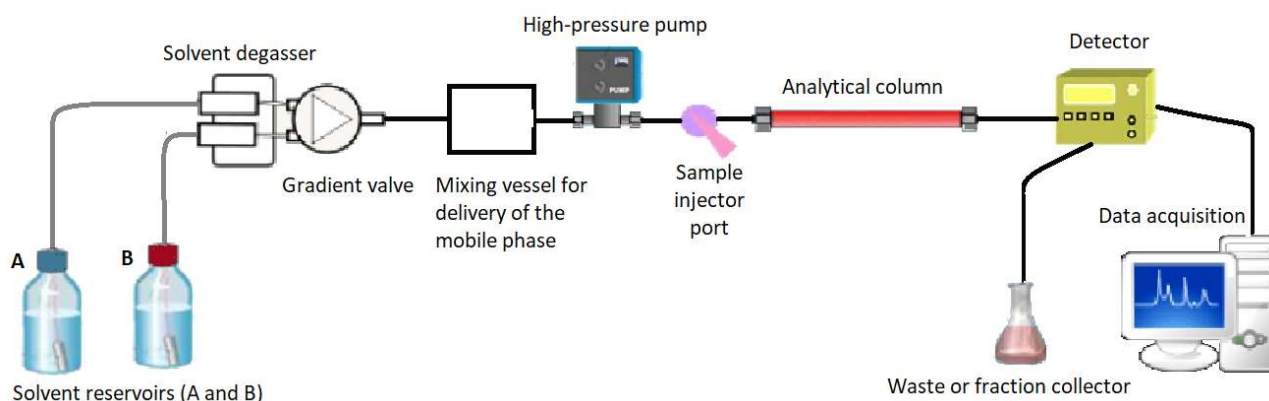 High-pressure pump
Solvent degasser
Detector
PUMP
Analytical column
Gradient valve
Mixing vessel for
delivery of the
mobile phase
Sample
injector
port
Data acquisition
A
B
Waste or fraction collector
Solvent reservoirs (A and B)